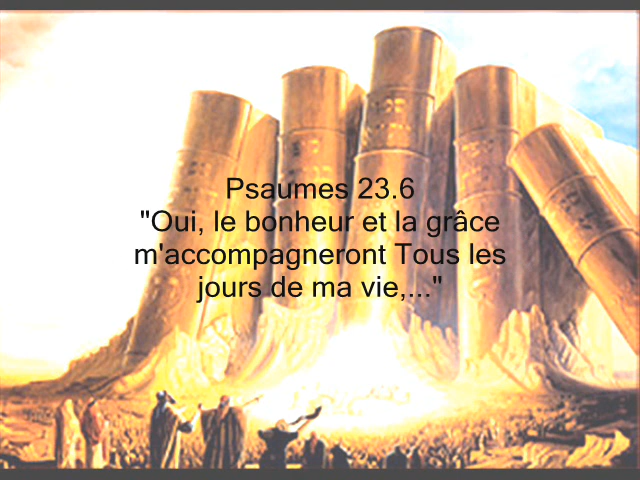 Psaumes 23.6
"Oui, le bonheur et la grâce
m'accompagneront Tous les
jours de ma vie,..."